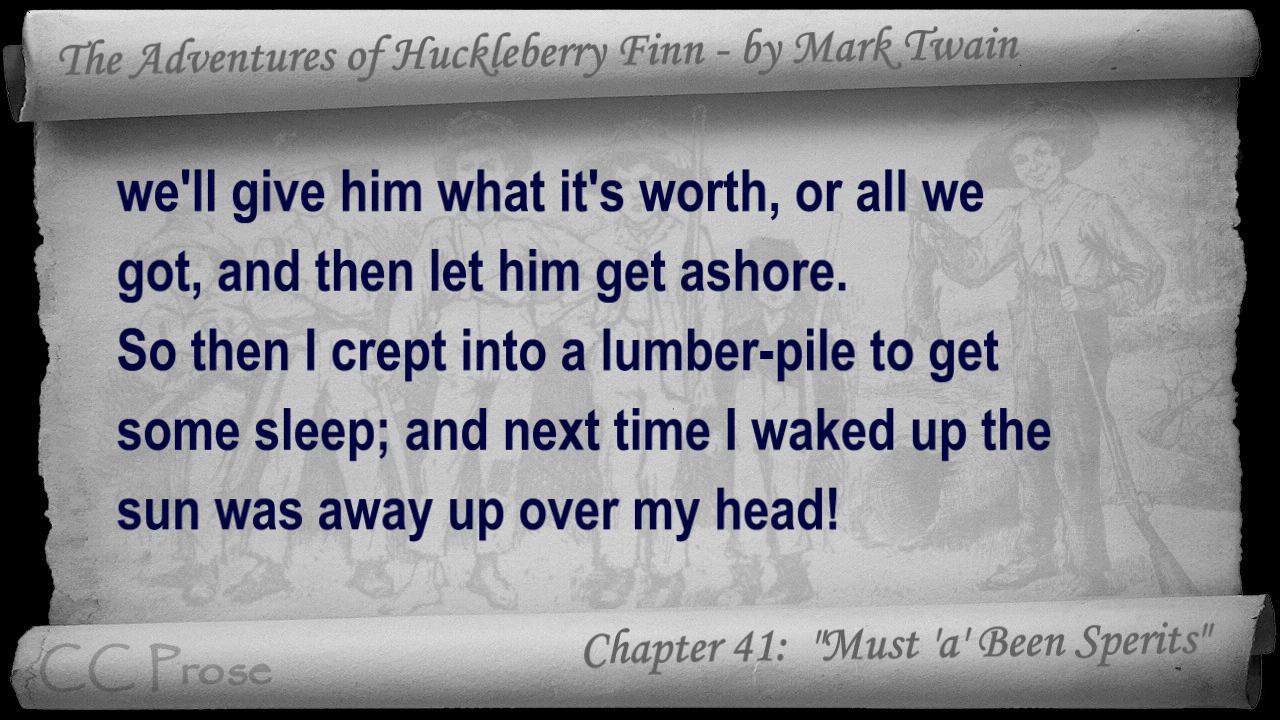 The Adventures of Huckleberry Finn - by Mark Twain
we'll give him what it's worth, or all we
got, and then let him get ashore.
So then I crept into a lumber-pile to get
some sleep; and next time I waked up the
sun was away up over my head!
Chapter 41: "Must 'a' Been Sperits"
CC Prose